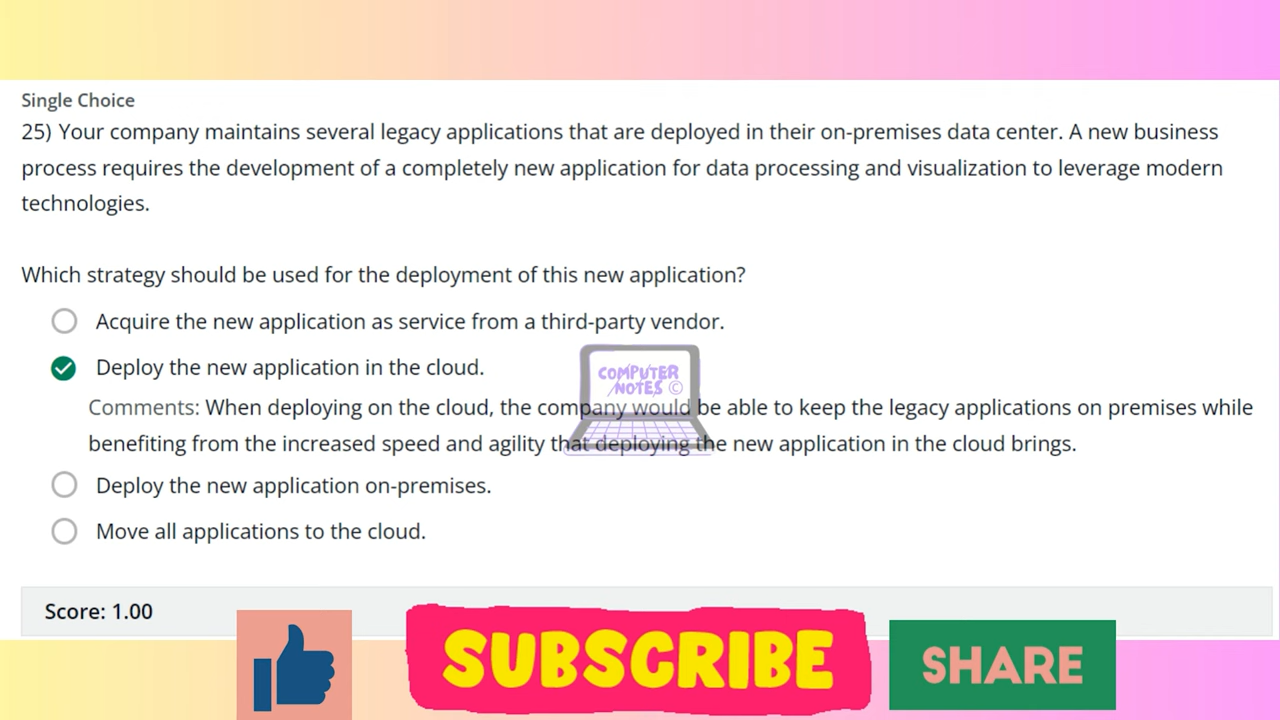 Single Choice
25) Your company maintains several legacy applications that are deployed in their on-premises data center. A new business
process requires the development of a completely new application for data processing and visualization to leverage modern
technologies.
Which strategy should be used for the deployment of this new application?
Acquire the new application as service from a third-party vendor.
Deploy the new application in the cloud.
COMPUTER
NOTES ©
Comments: When deploying on the cloud, the company would be able to keep the legacy applications on premises while
benefiting from the increased speed and agility that deploying the new application in the cloud brings.
Deploy the new application on-premises.
Move all applications to the cloud.
Score: 1.00
SUBSCRIBE
SHARE